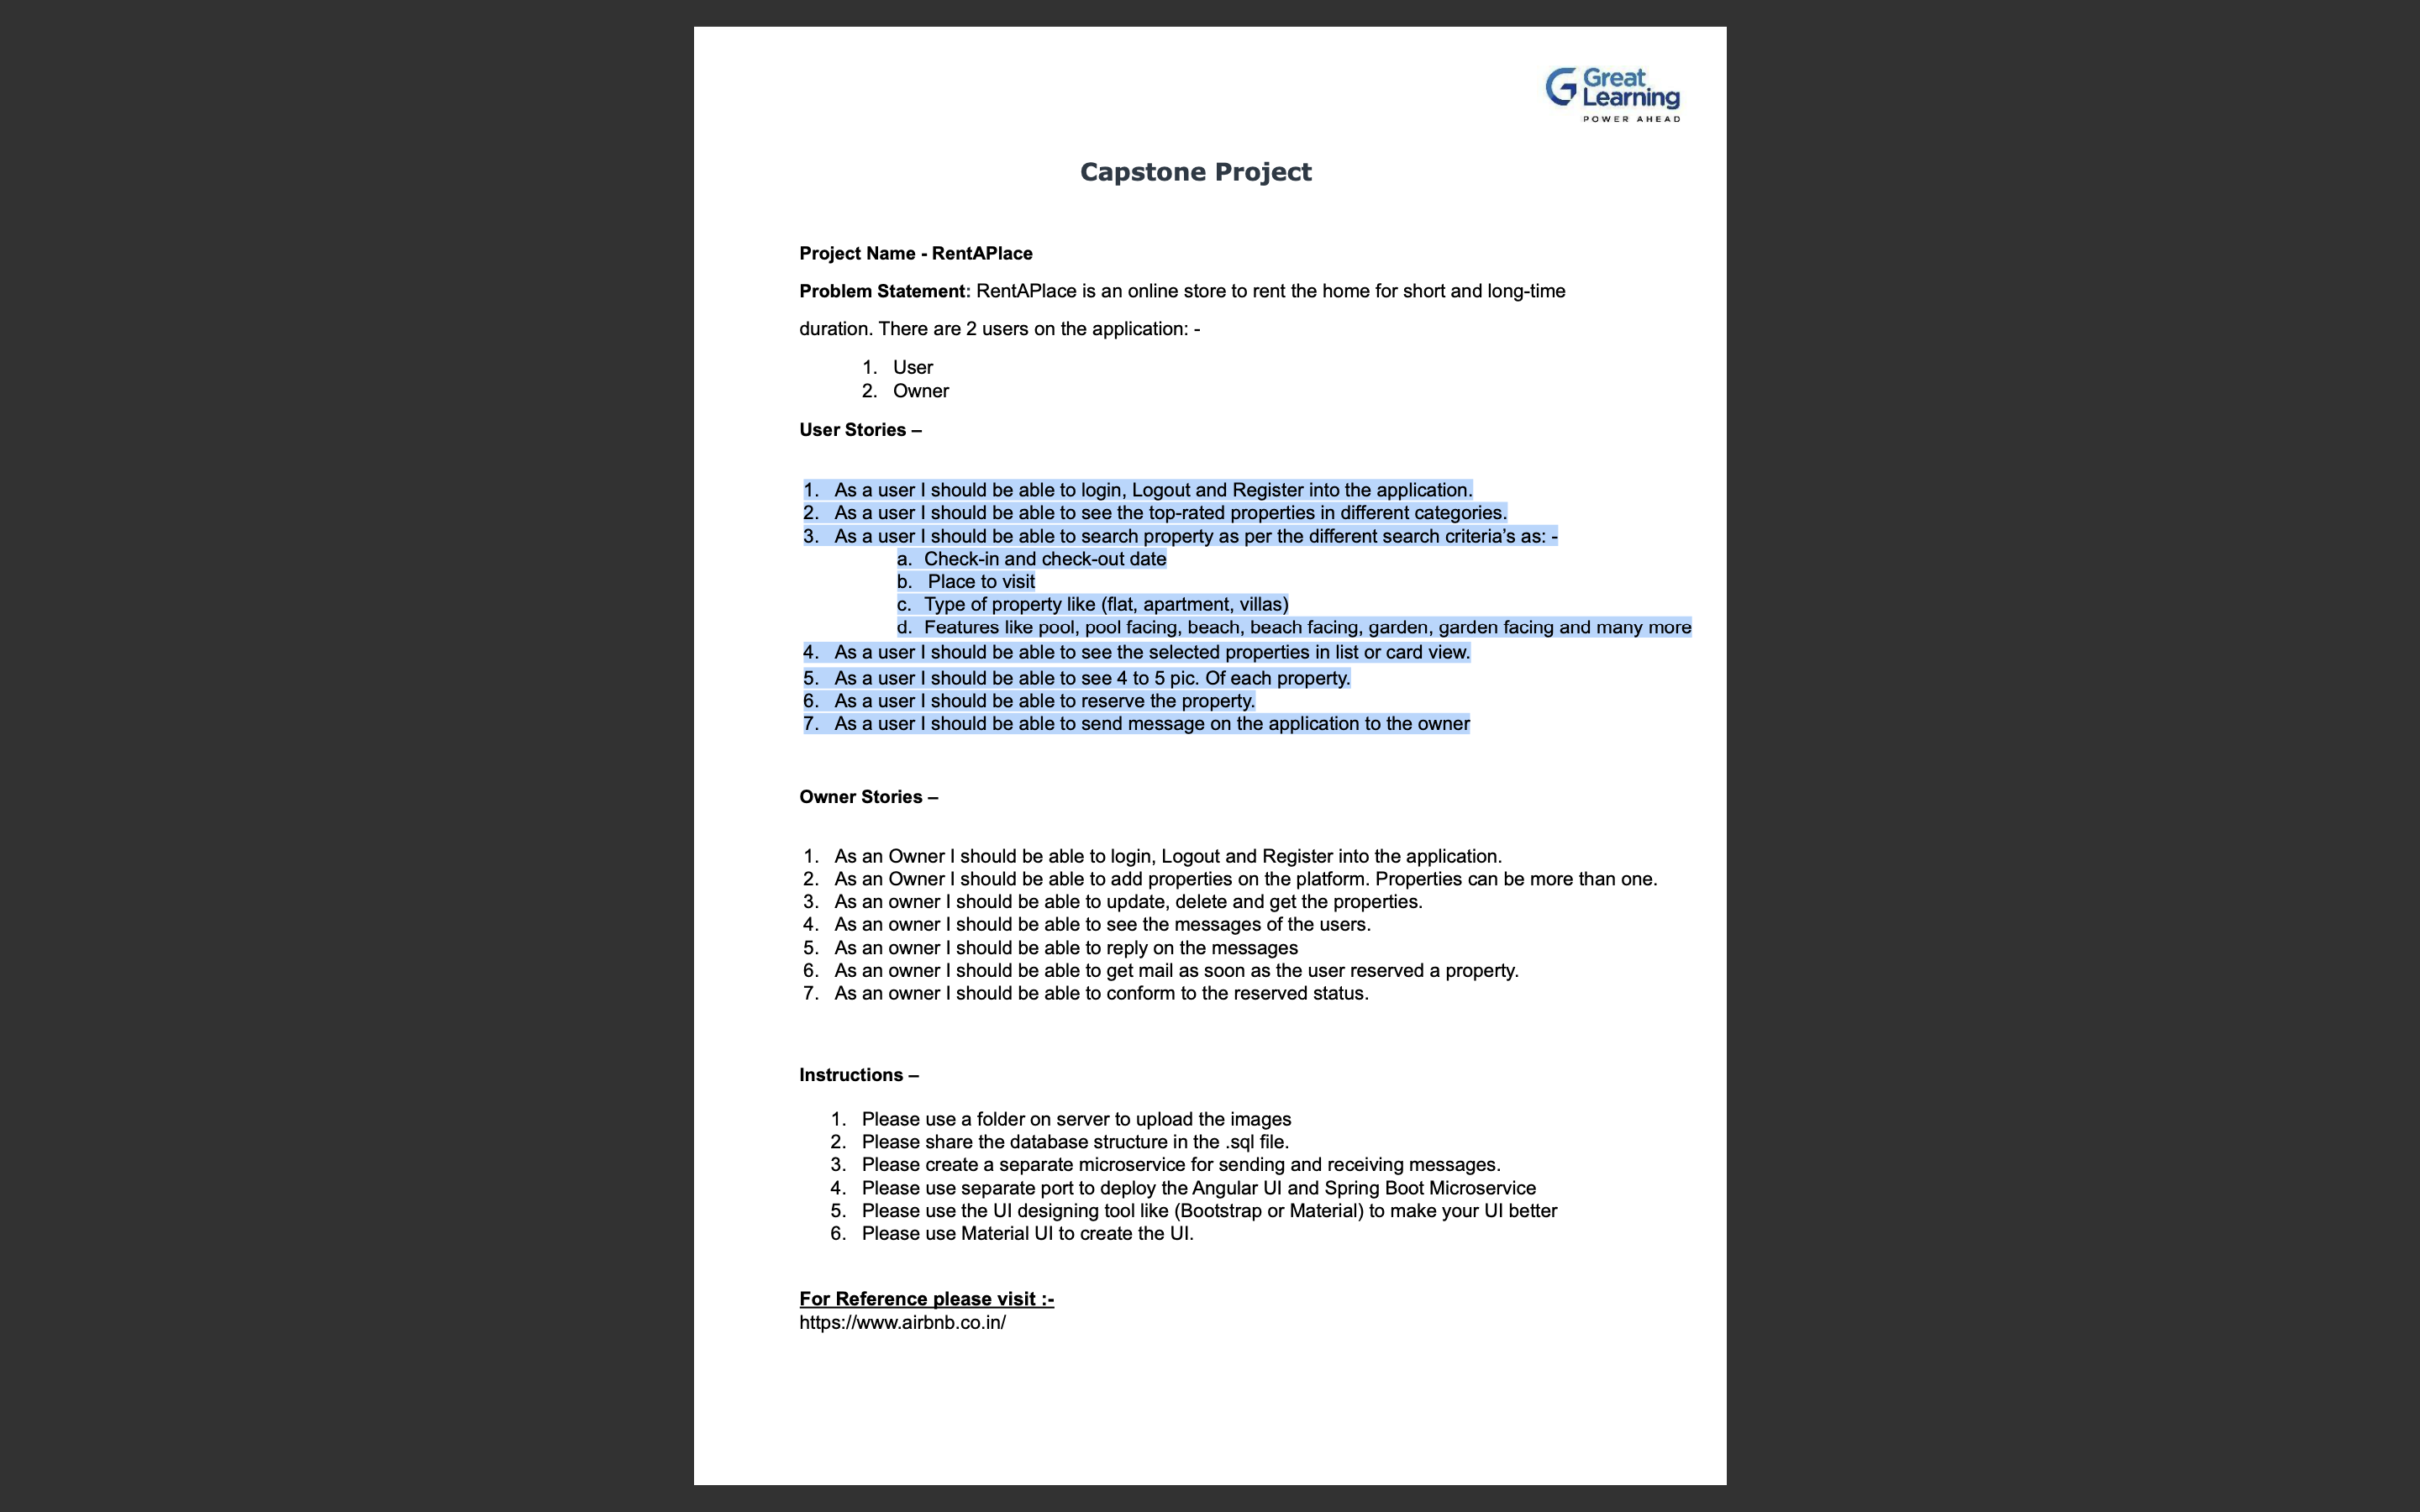 Great
Learning
POWER AHEAD
Capstone Project
Project Name - RentAPlace
Problem Statement: RentAPlace is an online store to rent the home for short and long-time
duration. There are 2 users on the application: -
1. User
2. Owner
User Stories –
1. As a user I should be able to login, Logout and Register into the application.
2. As a user I should be able to see the top-rated properties in different categories.
3. As a user I should be able to search property as per the different search criteria's as: -
a. Check-in and check-out date
b. Place to visit
c. Type of property like (flat, apartment, villas)
d. Features like pool, pool facing, beach, beach facing, garden, garden facing and many more
4. As a user I should be able to see the selected properties in list or card view.
5. As a user I should be able to see 4 to 5 pic. Of each property.
6. As a user I should be able to reserve the property.
7. As a user I should be able to send message on the application to the owner
Owner Stories –
1. As an Owner I should be able to login, Logout and Register into the application.
2. As an Owner I should be able to add properties on the platform. Properties can be more than one.
3. As an owner I should be able to update, delete and get the properties.
4. As an owner I should be able to see the messages of the users.
5. As an owner I should be able to reply on the messages
6. As an owner I should be able to get mail as soon as the user reserved a property.
7. As an owner I should be able to conform to the reserved status.
Instructions –
1. Please use a folder on server to upload the images
2. Please share the database structure in the .sql file.
3. Please create a separate microservice for sending and receiving messages.
4. Please use separate port to deploy the Angular UI and Spring Boot Microservice
5. Please use the UI designing tool like (Bootstrap or Material) to make your UI better
6. Please use Material UI to create the UI.
For Reference please visit :-
https://www.airbnb.co.in/